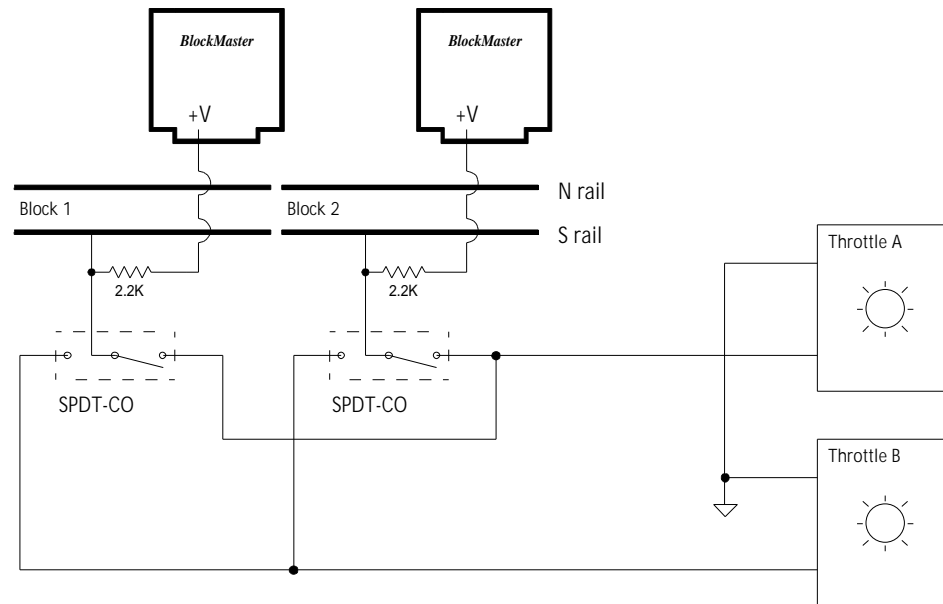 BlockMaster
BlockMaster
+V
+V
N rail
Block 1
Block 2
S rail
Throttle A
2.2K
2.2K
SPDT-CO
SPDT-CO
Throttle B